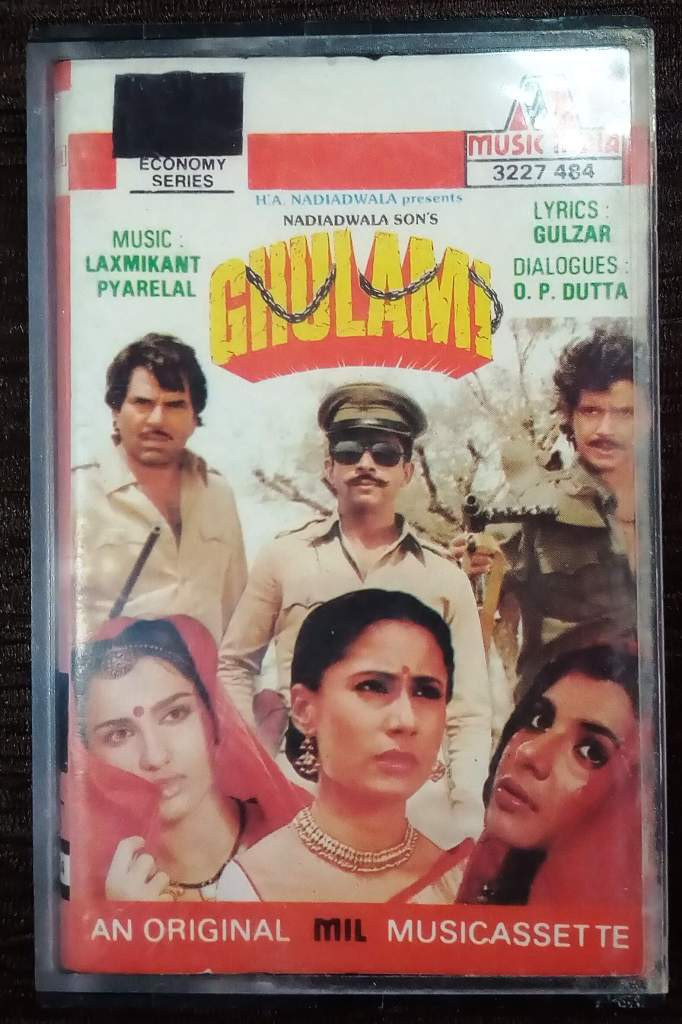 ECONOMY
SERIES
MUSIC INDIA
3227 484
H.A. NADIADWALA presents
NADIADWALA SON'S
MUSIC :
LAXMIKANT
PYARELAL
GHULAMI
LYRICS :
GULZAR
DIALOGUES :
O. P. DUTTA
AN ORIGINAL MIL MUSICASSETTE